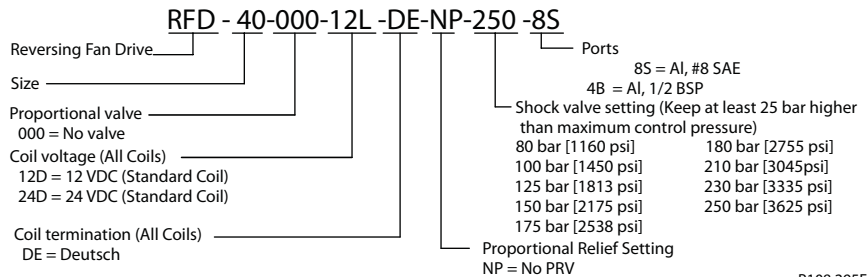 RFD - 40-000-12L -DE-NP-250 -8S
Reversing Fan Drive
Size
Proportional valve
000 = No valve
Coil voltage (All Coils)
12D = 12 VDC (Standard Coil)
24D = 24 VDC (Standard Coil)
Coil termination (All Coils)
DE = Deutsch
Ports
8S = Al, #8 SAE
4B = Al, 1/2 BSP
Shock valve setting (Keep at least 25 bar higher
than maximum control pressure)
80 bar [1160 psi] 180 bar [2755 psi]
100 bar [1450 psi] 210 bar [3045psi]
125 bar [1813 psi] 230 bar [3335 psi]
150 bar [2175 psi] 250 bar [3625 psi]
175 bar [2538 psi]
Proportional Relief Setting
NP = No PRV